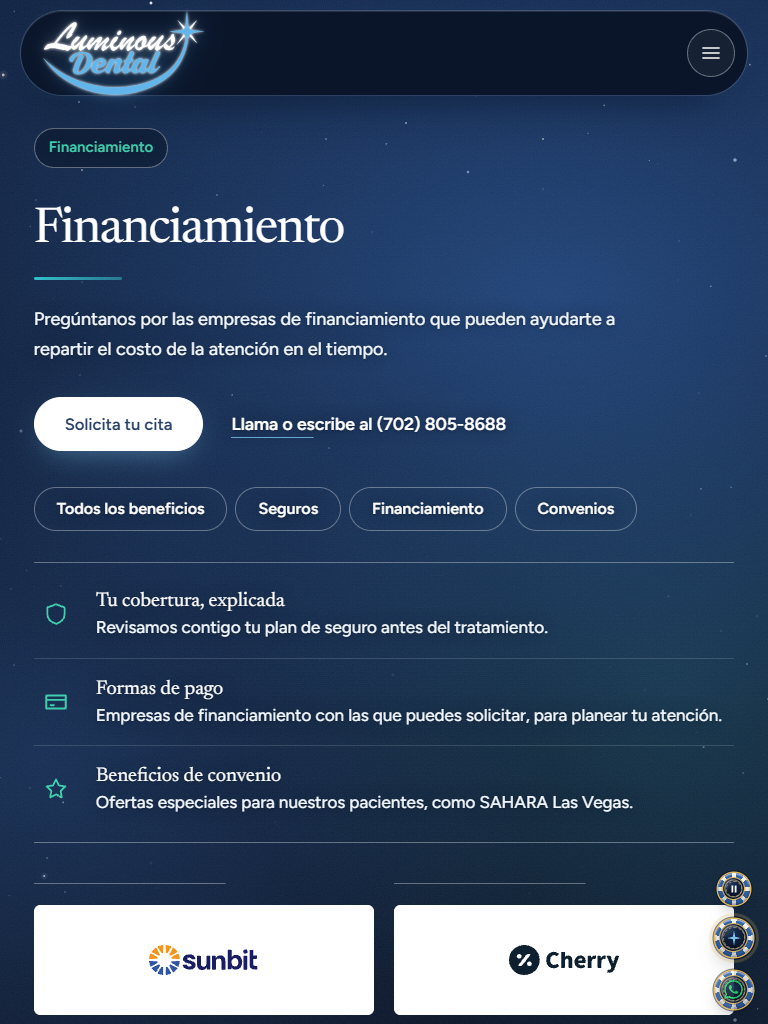 Luminous
Dental
Financiamiento
Financiamiento
Pregúntanos por las empresas de financiamiento que pueden ayudarte a
repartir el costo de la atención en el tiempo.
Solicita tu cita
Llama o escribe al (702) 805-8688
Todos los beneficios
Seguros
Financiamiento
Convenios
Tu cobertura, explicada
Revisamos contigo tu plan de seguro antes del tratamiento.
Formas de pago
Empresas de financiamiento con las que puedes solicitar, para planear tu atención.
Beneficios de convenio
Ofertas especiales para nuestros pacientes, como SAHARA Las Vegas.
sunbit
Cherry